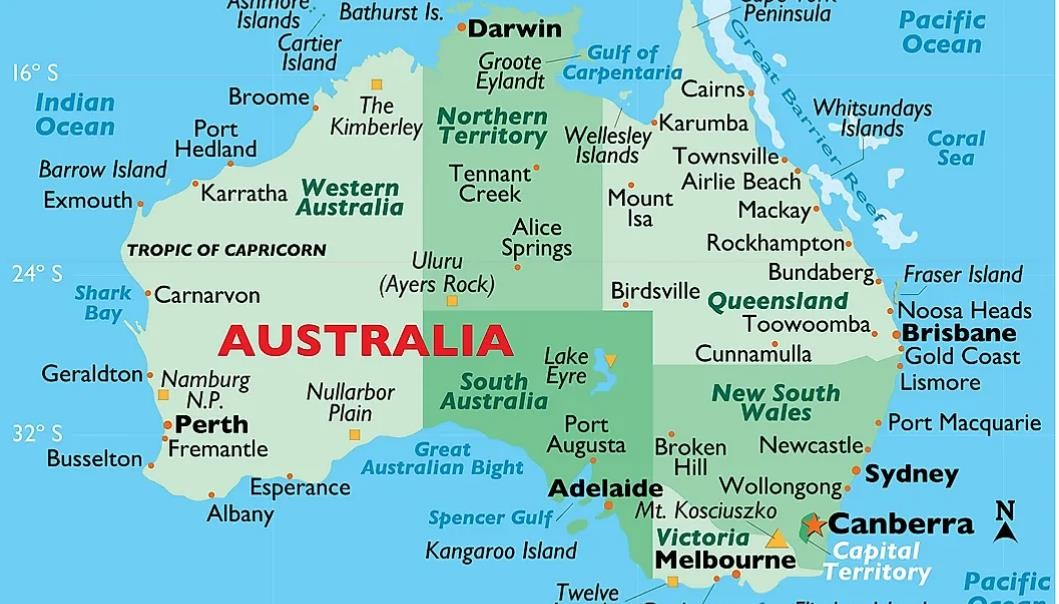 Ashmore
Islands
Bathurst Is.
Cartier
Island
Darwin
Groote
Eylandt
Gulf of
Carpentaria
Peninsula
Pacific
Ocean
16° S
Indian
Ocean
Broome
The
Kimberley
Northern
Territory
Wellesley
Islands
Cairns
Karumba
Great Barrier Reef
Whitsundays
Islands
Coral
Sea
Port
Hedland
Barrow Island
Exmouth
Karratha
Western
Australia
Tennant
Creek
Mount
Isa
Townsville
Airlie Beach
Mackay
TROPIC OF CAPRICORN
Alice
Springs
Rockhampton
24° S
Uluru
(Ayers Rock)
Bundaberg
Fraser Island
Shark
Bay
Carnarvon
Birdsville
Queensland
Noosa Heads
Toowoomba
Brisbane
AUSTRALIA
Cunnamulla
Gold Coast
Lismore
Lake
Eyre
Geraldton
Namburg
N.P.
Nullarbor
Plain
South
Australia
New South
Wales
32° S
Perth
Fremantle
Busselton
Port
Augusta
Broken
Hill
Port Macquarie
Newcastle
Great
Australian Bight
Sydney
Wollongong
Esperance
Albany
Adelaide
Mt. Kosciuszko
N
Spencer Gulf
Canberra
Victoria
Capital
Territory
Kangaroo Island
Melbourne
Twelve
Pacific
Ocean